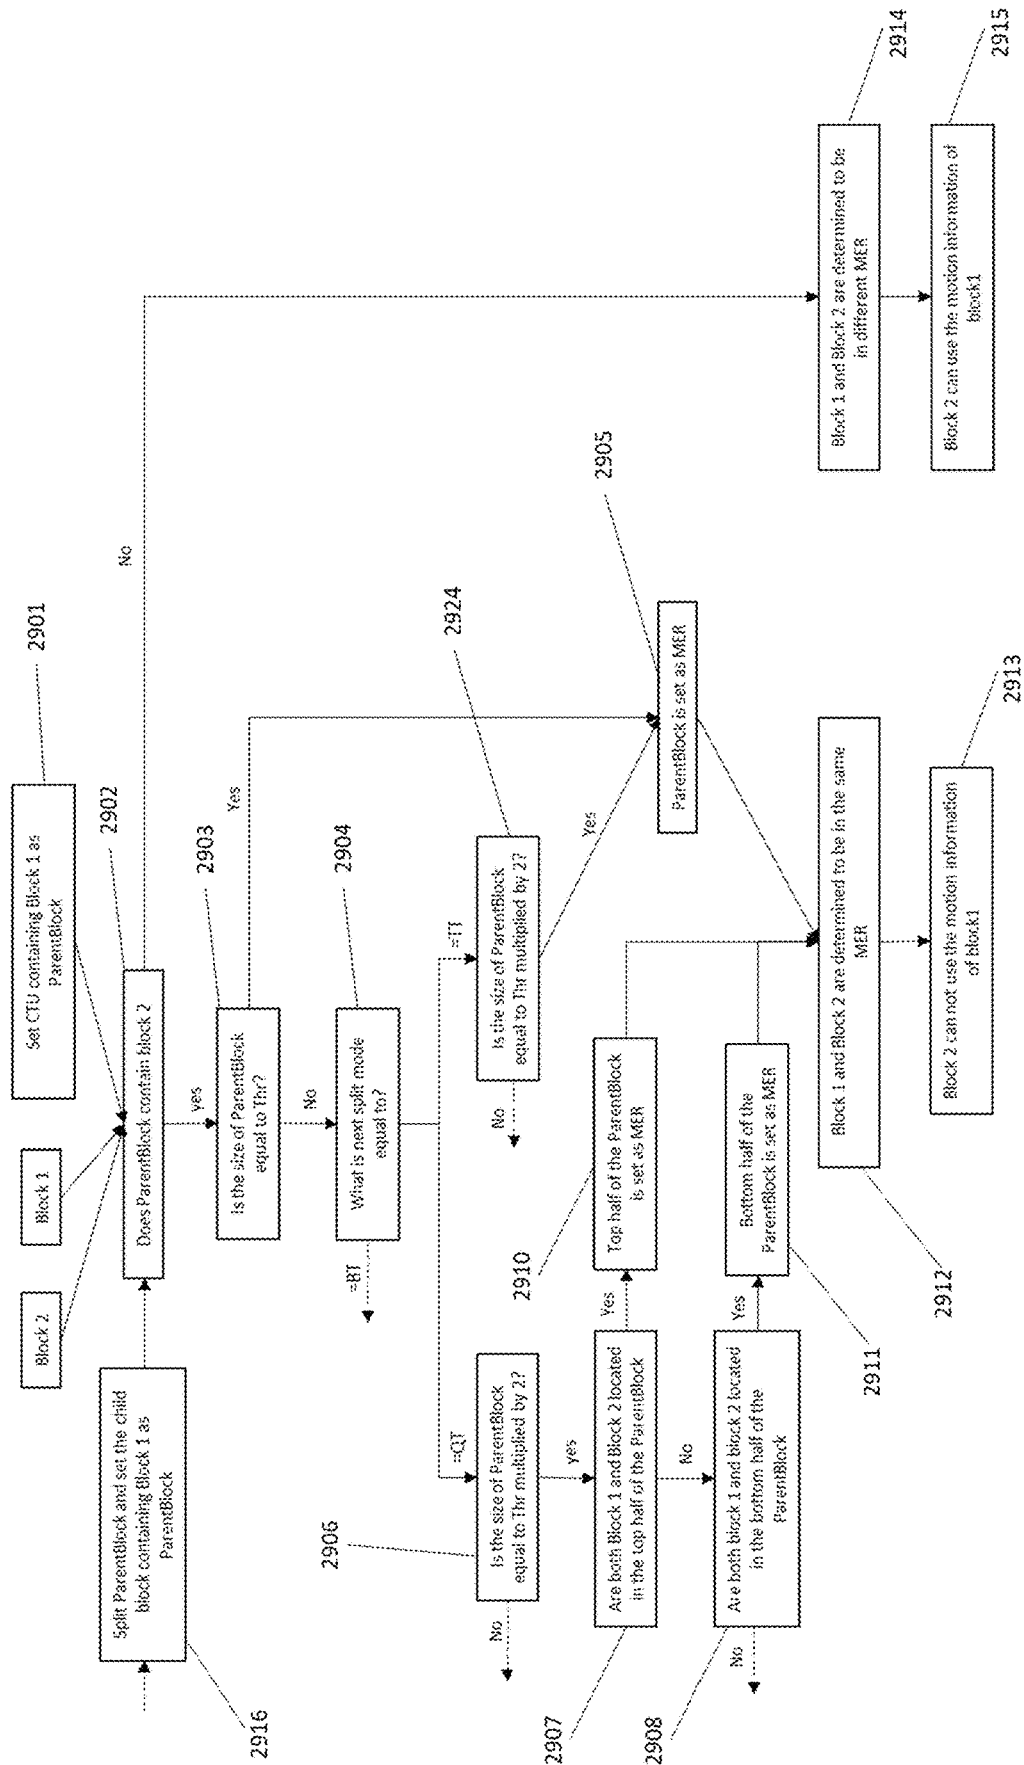 2901
Set CTU containing Block 1 as
ParentBlock
Block 1
Block 2
Split ParentBlock and set the child
block containing Block 1 as
ParentBlock
2916
2902
Does ParentBlock contain block 2
No
yes
2903
Is the size of ParentBlock
equal to Thr?
Yes
No
2904
What is next split mode
equal to?
=BT
=QT
=TT
2906
Is the size of ParentBlock
equal to Thr multiplied by 2?
No
yes
2924
Is the size of ParentBlock
equal to Thr multiplied by 2?
No
Yes
2905
ParentBlock is set as MER
2907
Are both Block 1 and Block 2 located
in the top half of the ParentBlock
Yes
No
2910
Top half of the ParentBlock
is set as MER
2908
Are both block 1 and block 2 located
in the bottom half of the
ParentBlock
No
Yes
2911
Bottom half of the
ParentBlock is set as MER
2912
Block 1 and Block 2 are determined to be in the same
MER
2913
Block 2 can not use the motion information
of block1
2914
Block 1 and Block 2 are determined to be
in different MER
2915
Block 2 can use the motion information of
block1